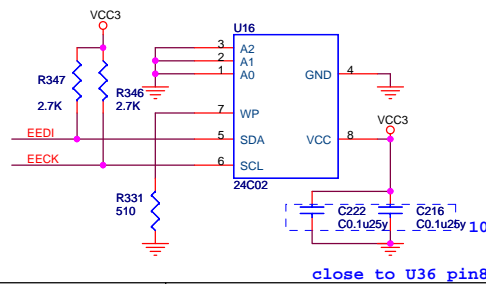 VCC3
U16
R347
2.7K
R346
2.7K
3 A2
2 A1
1 A0
GND 4
7 WP
VCC3
EEDI
5 SDA
VCC 8
EECK
6 SCL
24C02
R331
510
C222
C0.1u25y
C216
C0.1u25y
10
close to U36 pin8